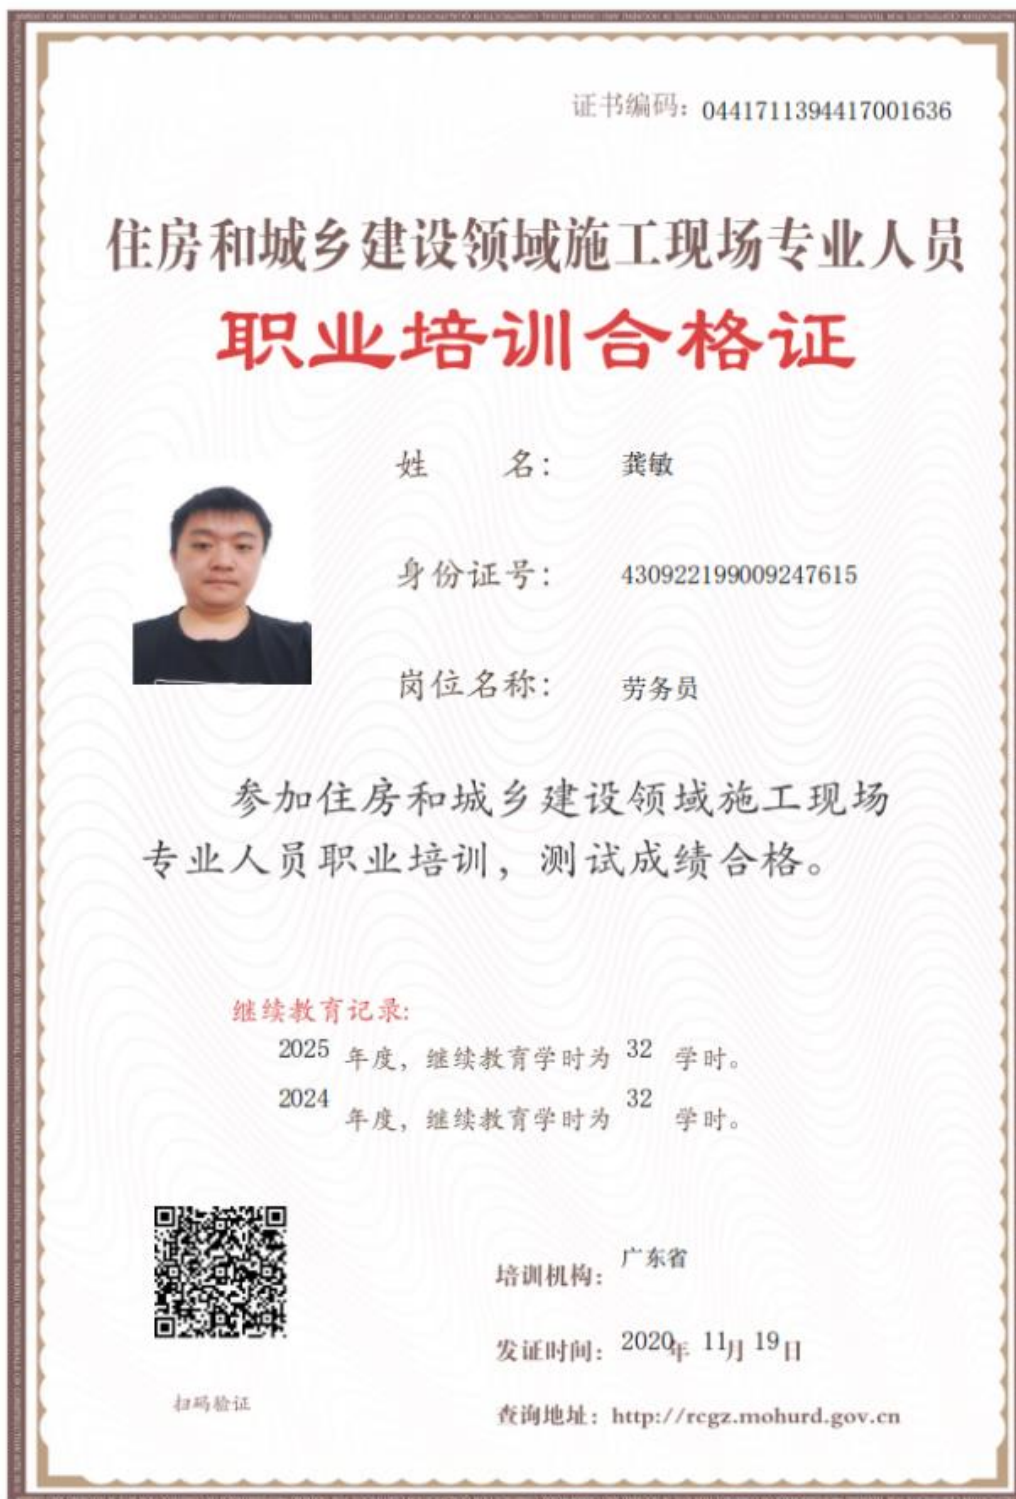 证书编码：0441711394417001636
住房和城乡建设领域施工现场专业人员
职业培训合格证
姓 名： 龚敏
身份证号： 430922199009247615
岗位名称： 劳务员
参加住房和城乡建设领域施工现场
专业人员职业培训，测试成绩合格。
继续教育记录:
2025 年度，继续教育学时为 32 学时。
2024 年度，继续教育学时为 32 学时。
培训机构：广东省
发证时间：2020年 11月 19日
扫码验证
查询地址：http://rcgz.mohurd.gov.cn